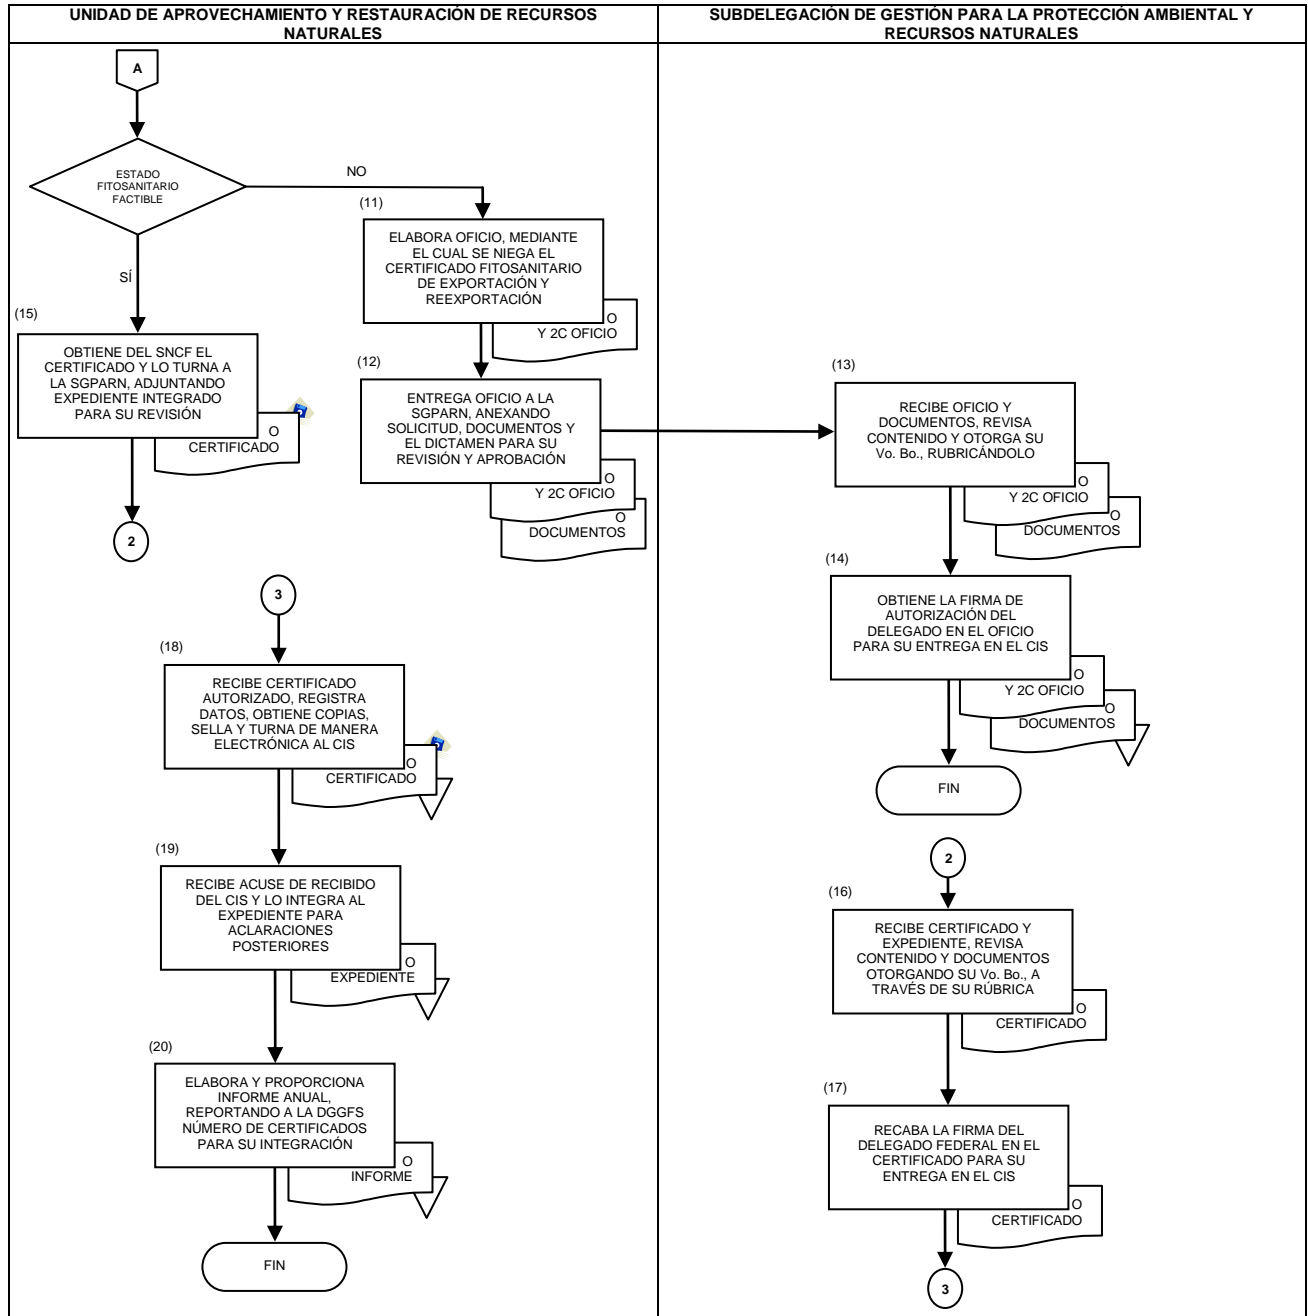 UNIDAD DE APROVECHAMIENTO Y RESTAURACIÓN DE RECURSOS
NATURALES
SUBDELEGACIÓN DE GESTIÓN PARA LA PROTECCIÓN AMBIENTAL Y
RECURSOS NATURALES
A
ESTADO
FITOSANITARIO
FACTIBLE
NO
SÍ
(11)
ELABORA OFICIO, MEDIANTE
EL CUAL SE NIEGA EL
CERTIFICADO FITOSANITARIO
DE EXPORTACIÓN Y
REEXPORTACIÓN
O
Y 2C OFICIO
(15)
OBTIENE DEL SNCF EL
CERTIFICADO Y LO TURNA A
LA SGPARN, ADJUNTANDO
EXPEDIENTE INTEGRADO
PARA SU REVISIÓN
O
CERTIFICADO
2
(12)
ENTREGA OFICIO A LA
SGPARN, ANEXANDO
SOLICITUD, DOCUMENTOS Y
EL DICTAMEN PARA SU
REVISIÓN Y APROBACIÓN
O
Y 2C OFICIO
O
DOCUMENTOS
(13)
RECIBE OFICIO Y
DOCUMENTOS, REVISA
CONTENIDO Y OTORGA SU
Vo. Bo., RUBRICÁNDOLO
O
Y 2C OFICIO
O
DOCUMENTOS
(14)
OBTIENE LA FIRMA DE
AUTORIZACIÓN DEL
DELEGADO EN EL OFICIO
PARA SU ENTREGA EN EL CIS
O
Y 2C OFICIO
O
DOCUMENTOS
FIN
3
(18)
RECIBE CERTIFICADO
AUTORIZADO, REGISTRA
DATOS, OBTIENE COPIAS,
SELLA Y TURNA DE MANERA
ELECTRÓNICA AL CIS
O
CERTIFICADO
(19)
RECIBE ACUSE DE RECIBIDO
DEL CIS Y LO INTEGRA AL
EXPEDIENTE PARA
ACLARACIONES
POSTERIORES
O
EXPEDIENTE
(20)
ELABORA Y PROPORCIONA
INFORME ANUAL,
REPORTANDO A LA DGGFS
NÚMERO DE CERTIFICADOS
PARA SU INTEGRACIÓN
O
INFORME
FIN
2
(16)
RECIBE CERTIFICADO Y
EXPEDIENTE, REVISA
CONTENIDO Y DOCUMENTOS
OTORGANDO SU Vo. Bo., A
TRAVÉS DE SU RÚBRICA
O
CERTIFICADO
(17)
RECABA LA FIRMA DEL
DELEGADO FEDERAL EN EL
CERTIFICADO PARA SU
ENTREGA EN EL CIS
O
CERTIFICADO
3